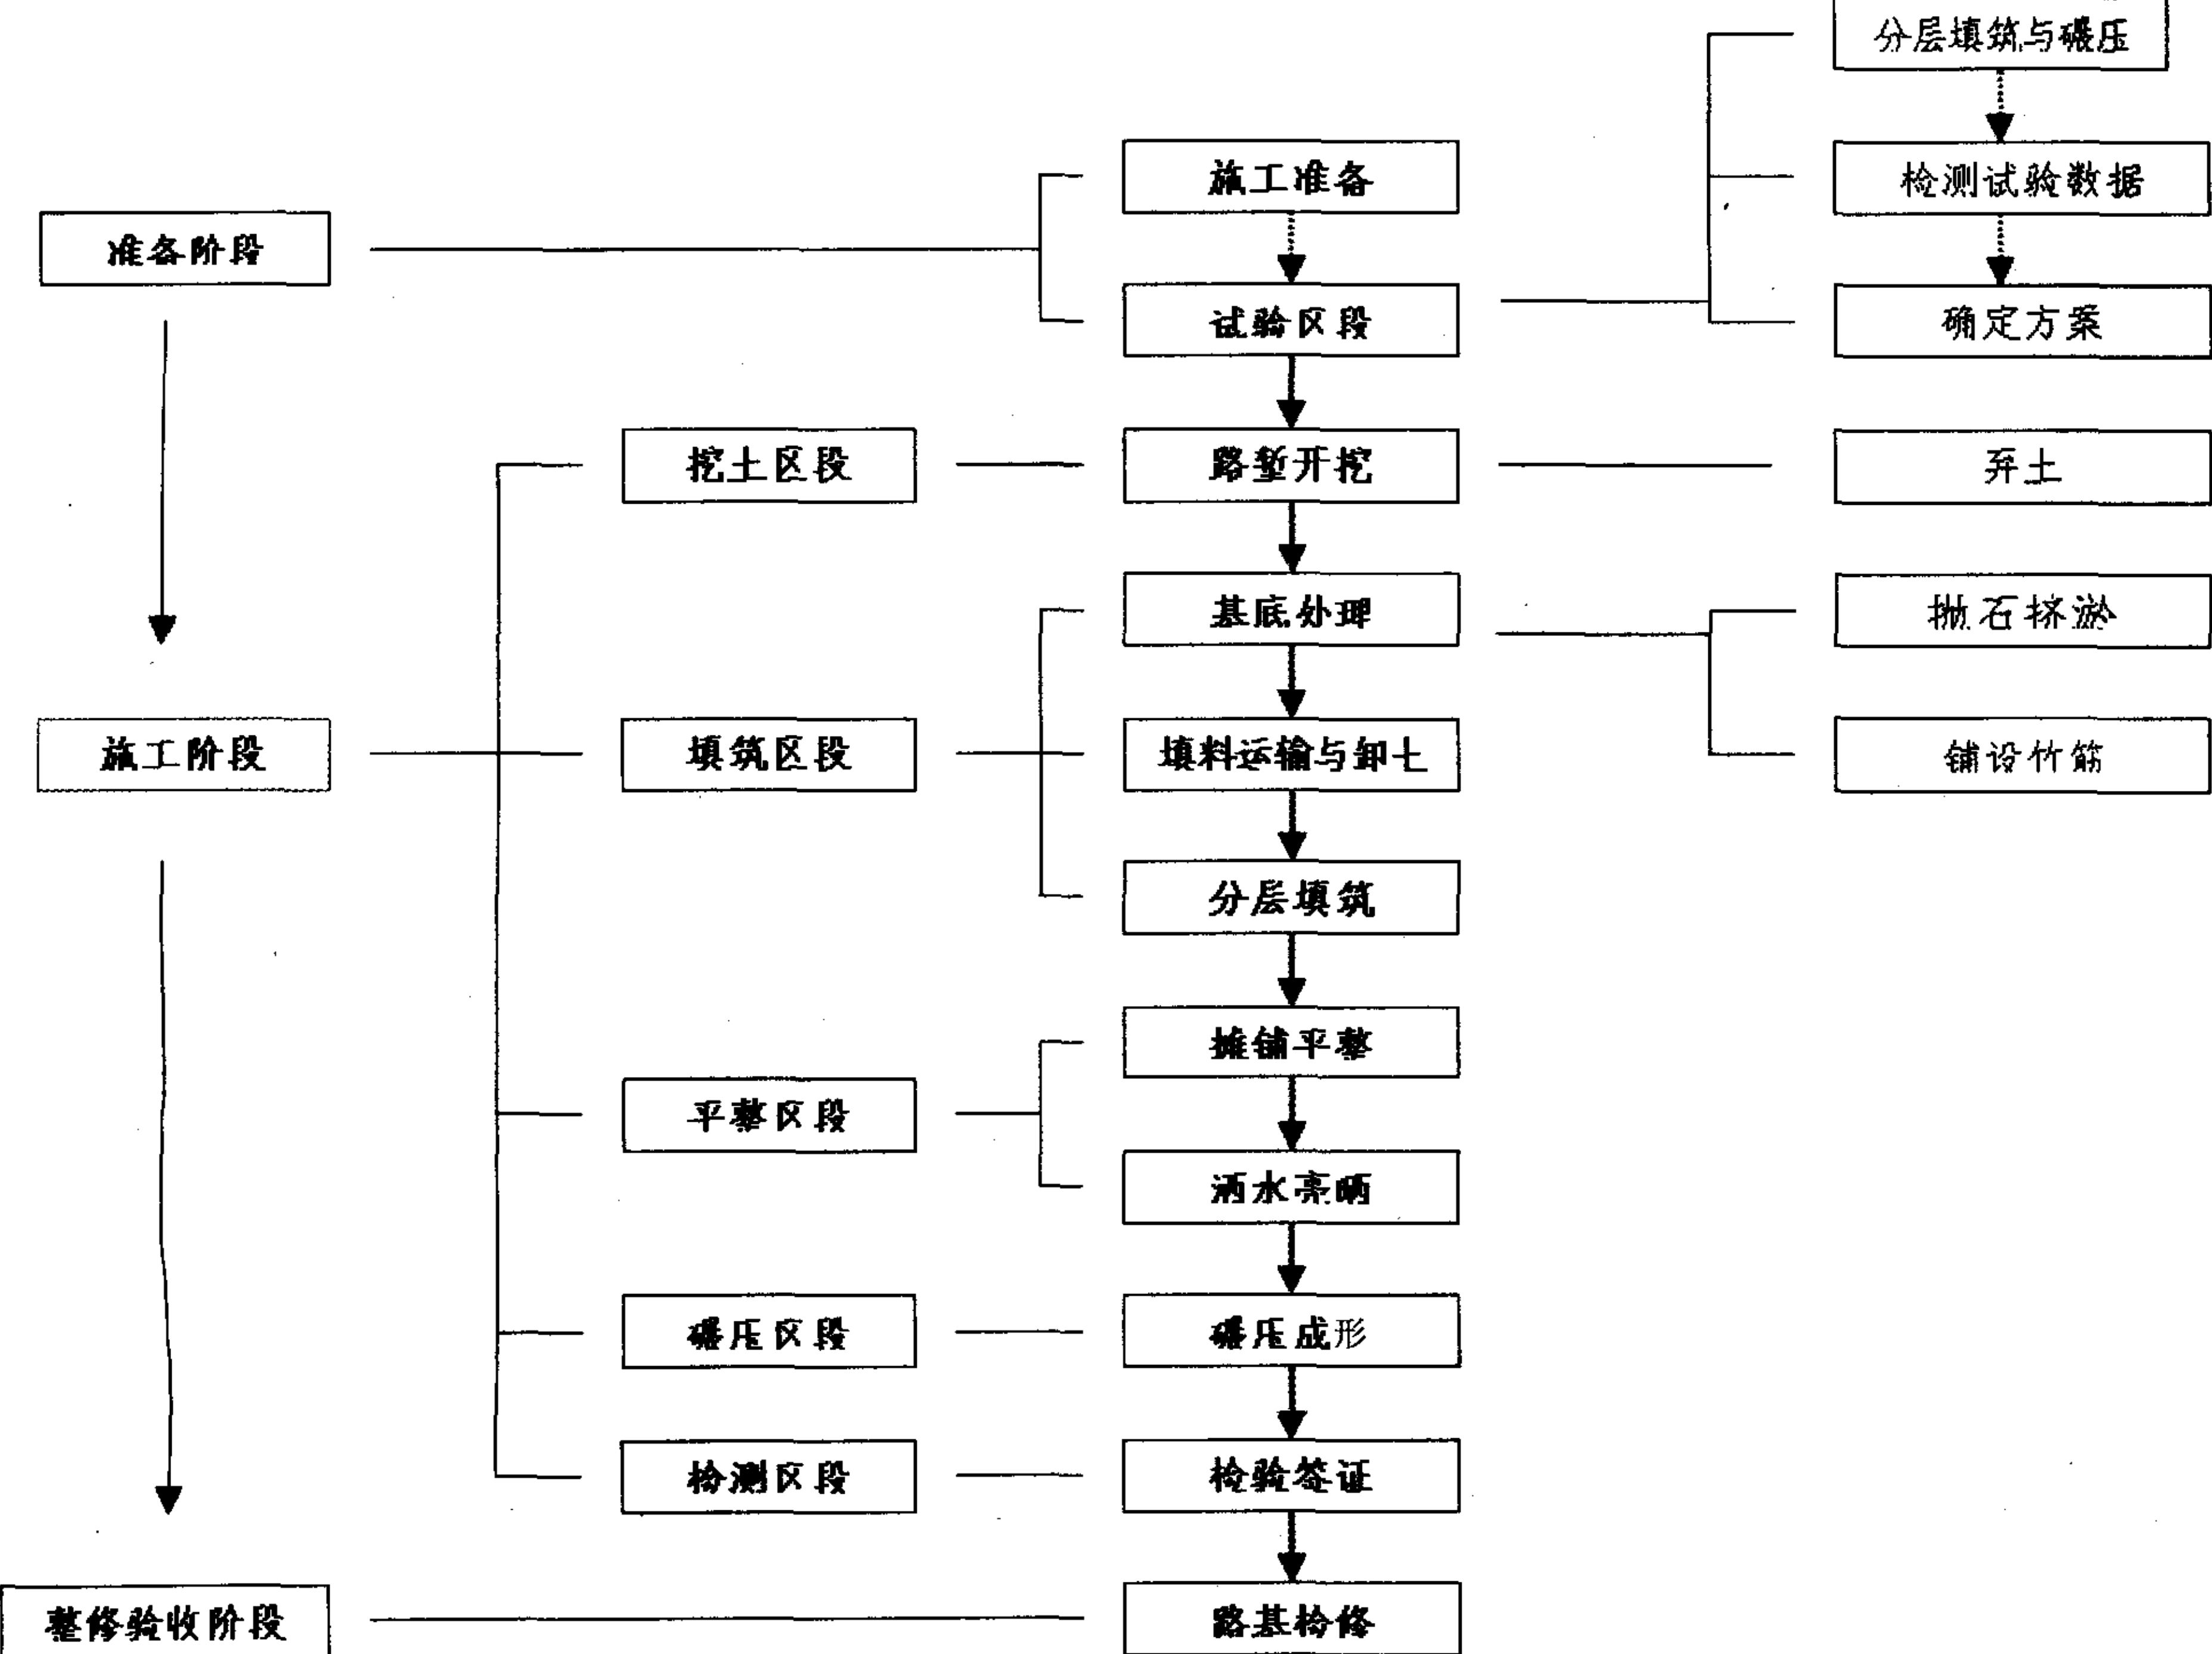 分层填筑与碾压
施工准备
检测试验数据
准备阶段
试验区段
确定方案
挖土区段
路堑开挖
弃土
基底处理
抛石挤淤
施工阶段
填筑区段
填料运输与卸土
铺设竹筋
分层填筑
摊铺平整
平整区段
洒水亮晒
碾压区段
碾压成形
检测区段
检验签证
整修验收阶段
路基检修